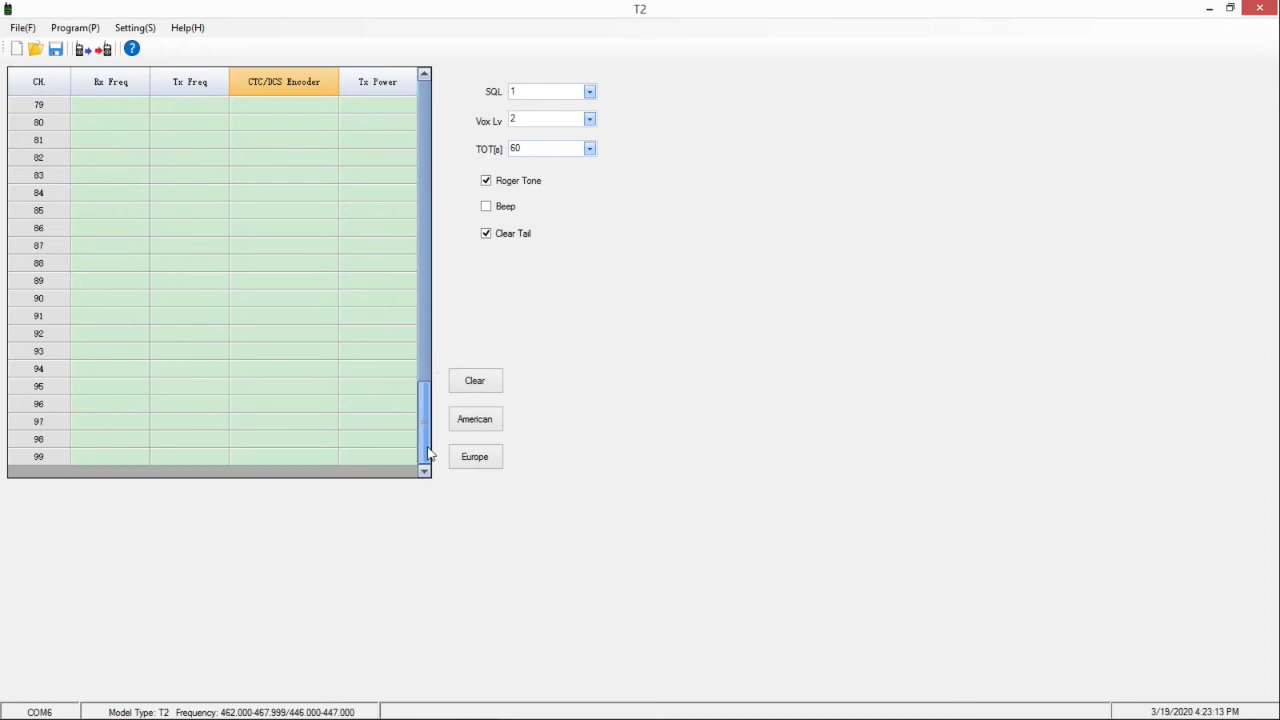 T2
File(F) Program(P) Setting(S) Help(H)
CH. Rx Freq Tx Freq CTC/DCS Encoder Tx Power
79
80
81
82
83
84
85
86
87
88
89
90
91
92
93
94
95
96
97
98
99
SQL 1
Vox Lv 2
TOT[s] 60
Roger Tone
Beep
Clear Tail
Clear
American
Europe
COM6 Model Type: T2 Frequency: 462.000-467.999/446.000-447.000 3/19/2020 4:23:13 PM